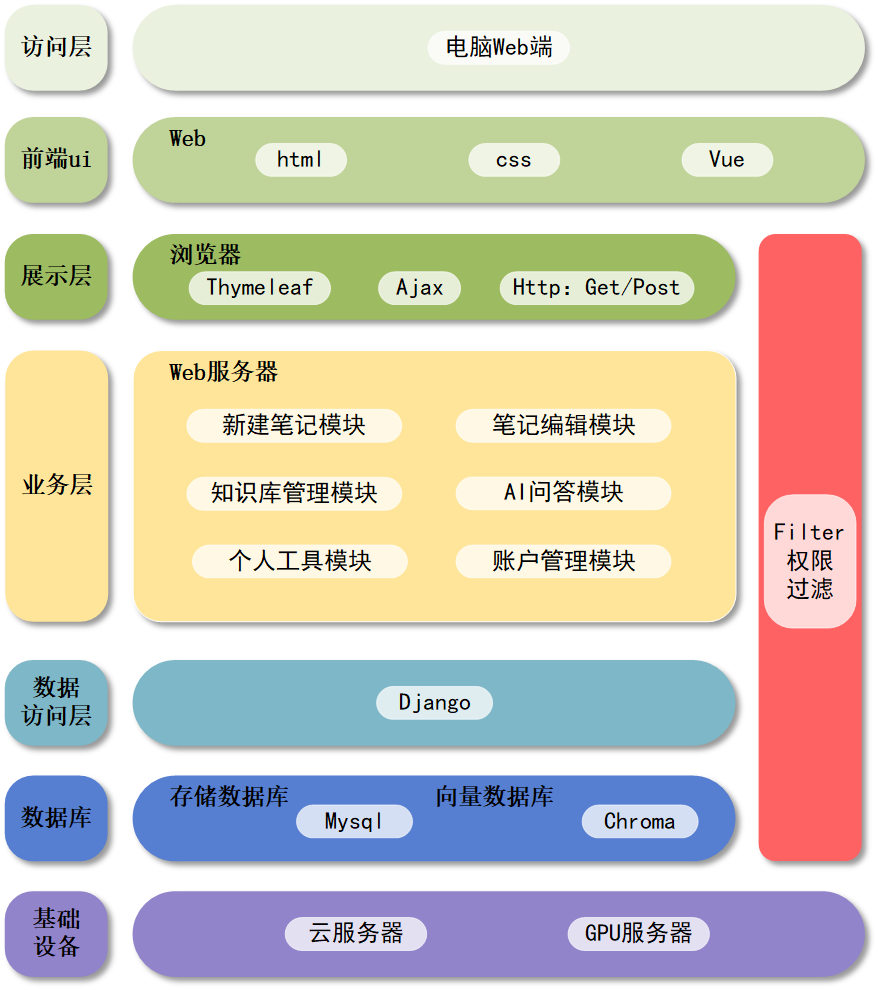 访问层
电脑Web端
前端ui
Web
html
css
Vue
展示层
浏览器
Thymeleaf
Ajax
Http：Get/Post
业务层
Web服务器
新建笔记模块
笔记编辑模块
知识库管理模块
AI问答模块
个人工具模块
账户管理模块
Filter
权限
过滤
数据
访问层
Django
数据库
存储数据库
向量数据库
Mysql
Chroma
基础
设备
云服务器
GPU服务器